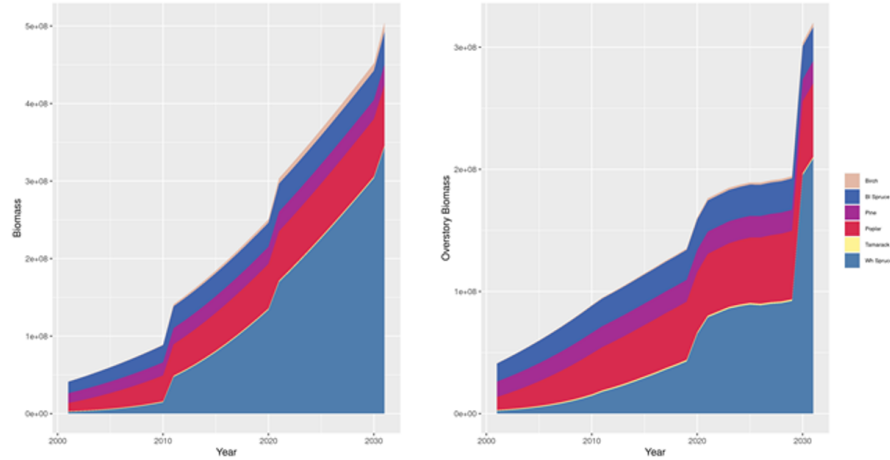 5e+08
4e+08
3e+08
2e+08
1e+08
0e+00
Biomass
2000
2010
2020
2030
Year
3e+08
2e+08
1e+08
0e+00
Overstory Biomass
2000
2010
2020
2030
Year
Birch
Bl Spruce
Pine
Poplar
Tamarack
Wh Spruce